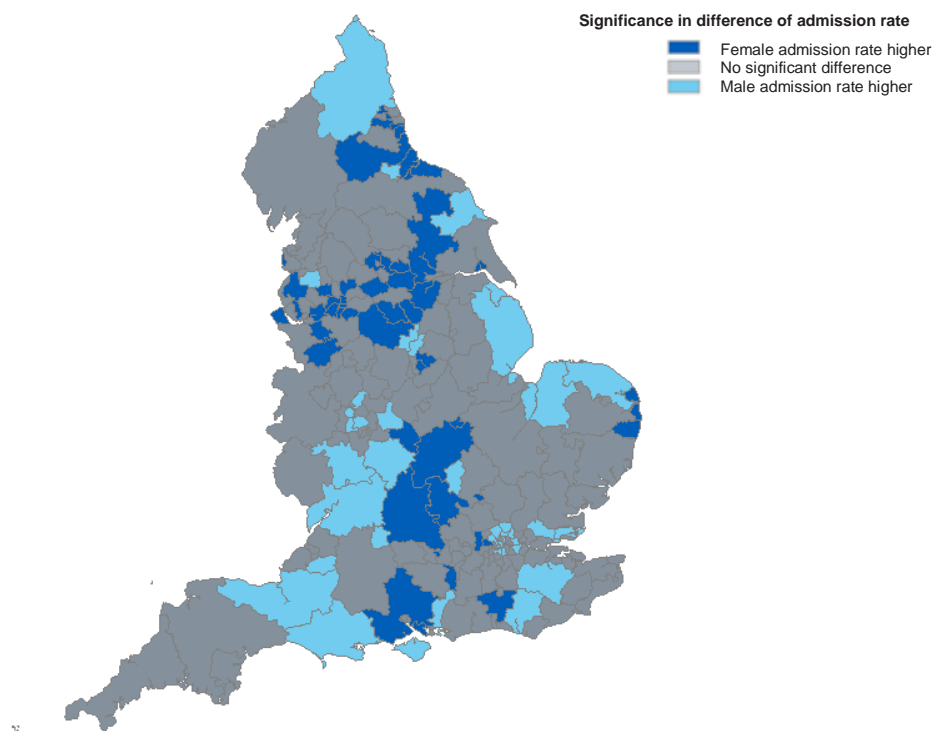 Significance in difference of admission rate
Female admission rate higher
No significant difference
Male admission rate higher